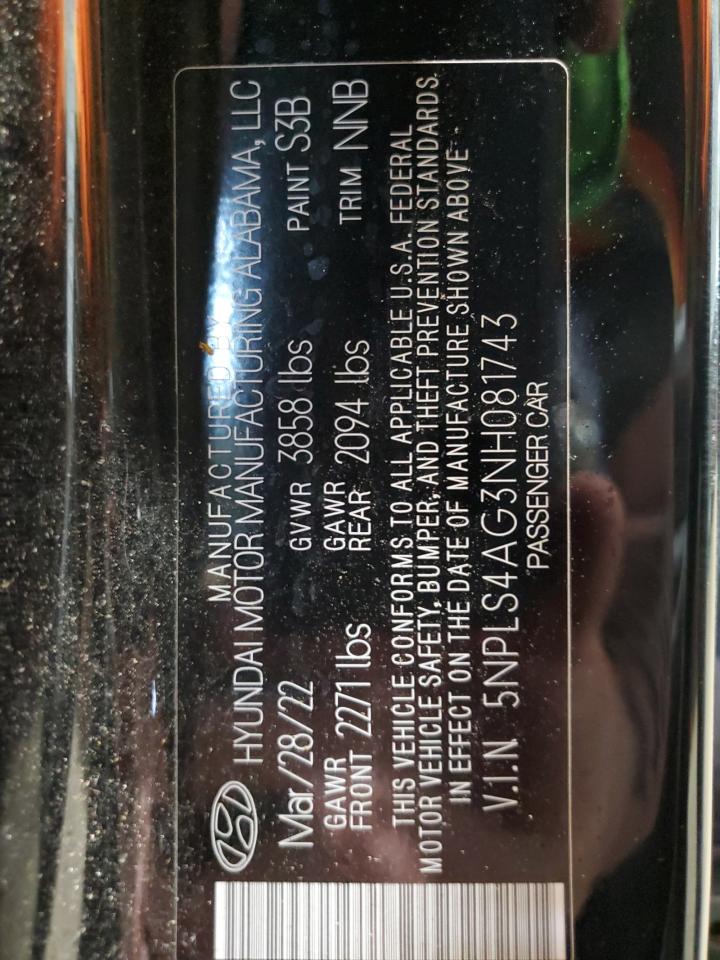 MANUFACTURED BY
HYUNDAI MOTOR MANUFACTURING ALABAMA, LLC
Mar/28/22 GVWR 3858 lbs PAINT S3B
GAWR FRONT 2271 lbs GAWR REAR 2094 lbs TRIM NNB
THIS VEHICLE CONFORMS TO ALL APPLICABLE U.S.A. FEDERAL
MOTOR VEHICLE SAFETY, BUMPER, AND THEFT PREVENTION STANDARDS
IN EFFECT ON THE DATE OF MANUFACTURE SHOWN ABOVE
V.I.N 5NPLS4AG3NH081743
PASSENGER CAR